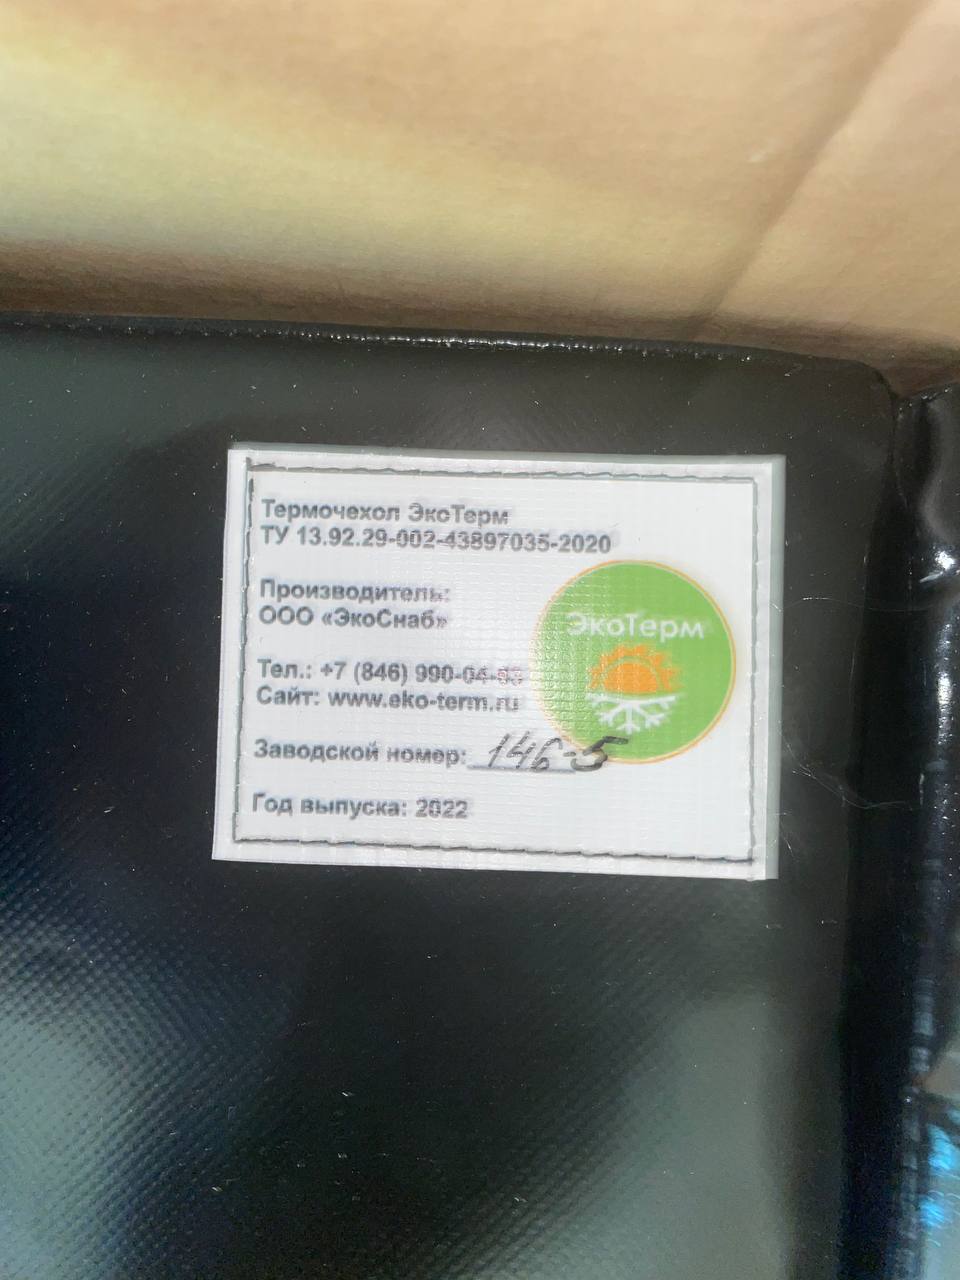 Термочехол ЭкоТерм
ТУ 13.92.29-002-43897035-2020
Производитель:
ООО «ЭкоСнаб»
Тел.: +7 (846) 990-04-93
Сайт: www.eko-term.ru
ЭкоТерм
Заводской номер: 146-5
Год выпуска: 2022